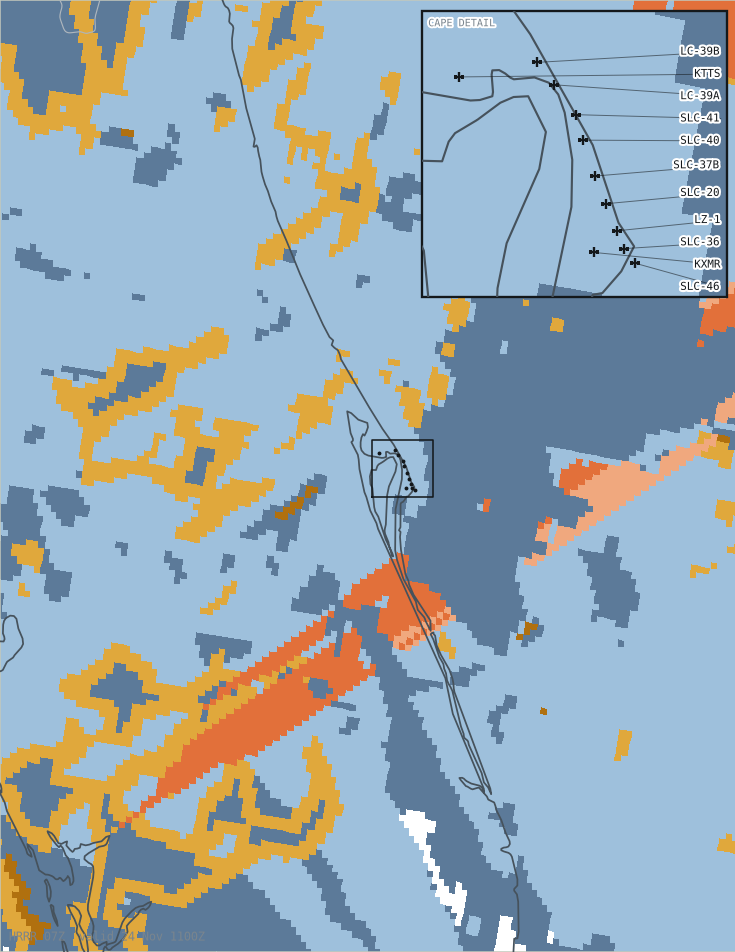 CAPE DETAIL
LC-39B
KTTS
LC-39A
SLC-41
SLC-40
SLC-37B
SLC-20
LZ-1
SLC-36
KXMR
SLC-46